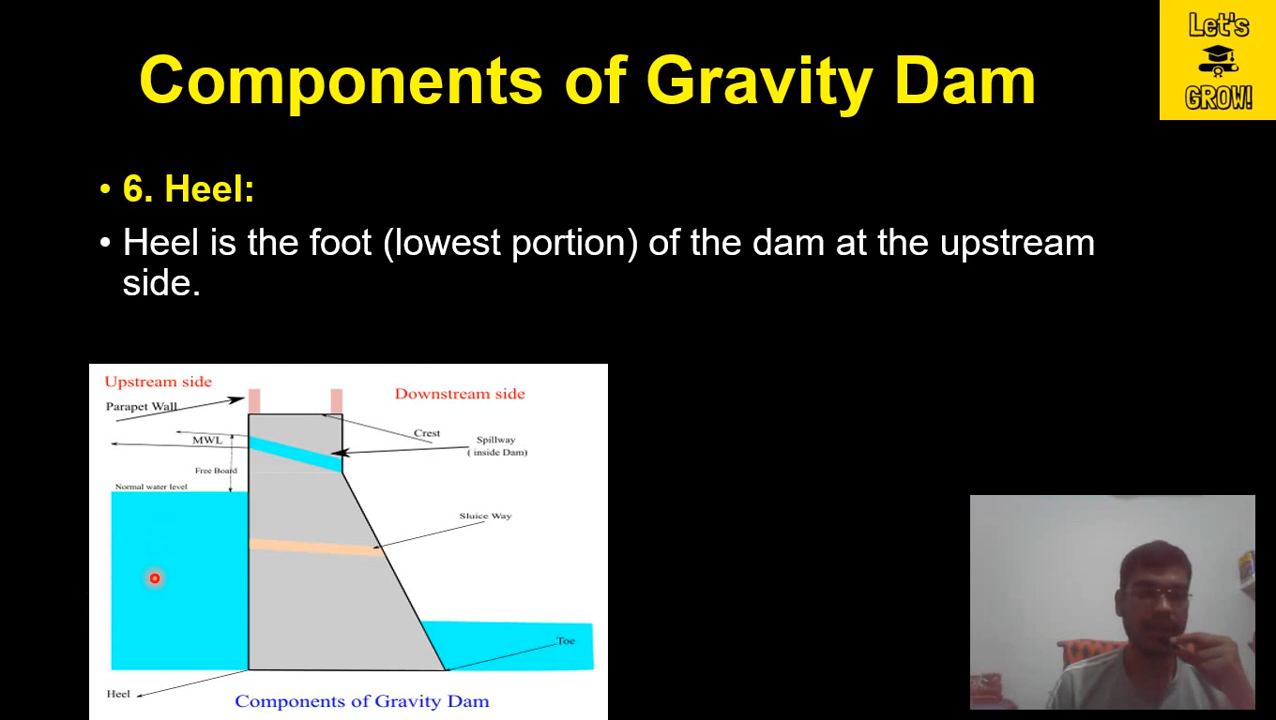 Components of Gravity Dam
Let's
GROW!
• 6. Heel:
• Heel is the foot (lowest portion) of the dam at the upstream
side.
Upstream side
Downstream side
Parapet Wall
Crest
MWL
Spillway
( inside Dam)
Free Board
Normal water level
Sluice Way
Toe
Heel
Components of Gravity Dam